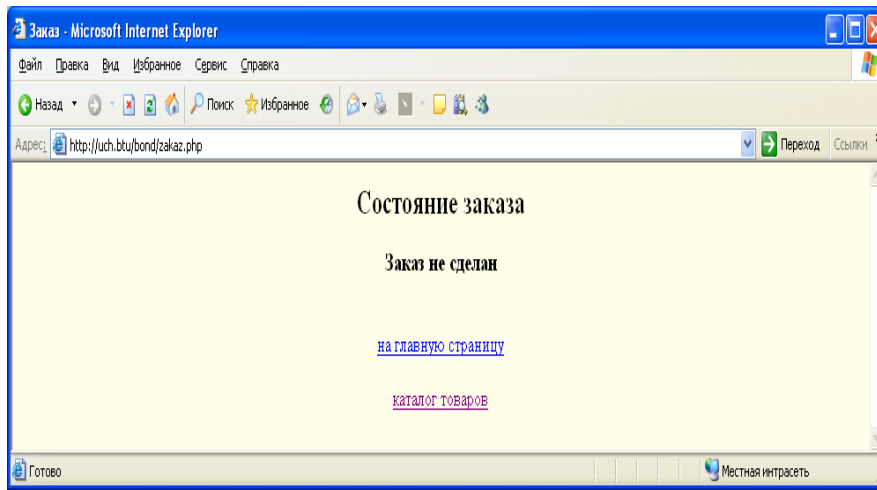 Заказ - Microsoft Internet Explorer
Файл Правка Вид Избранное Сервис Справка
Назад Поиск Избранное
Адрес: http://uch.btu/bond/zakaz.php Переход Ссылки
Состояние заказа
Заказ не сделан
на главную страницу
каталог товаров
Готово Местная интрасеть